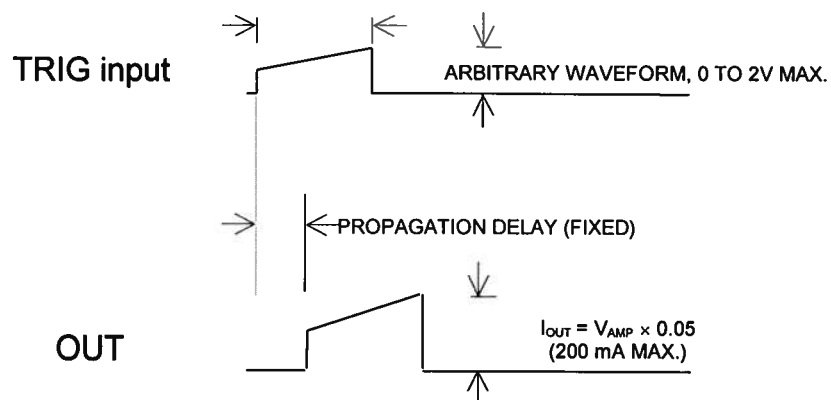 TRIG input
ARBITRARY WAVEFORM, 0 TO 2V MAX.
PROPAGATION DELAY (FIXED)
OUT
IOUT = VAMP × 0.05
(200 mA MAX.)